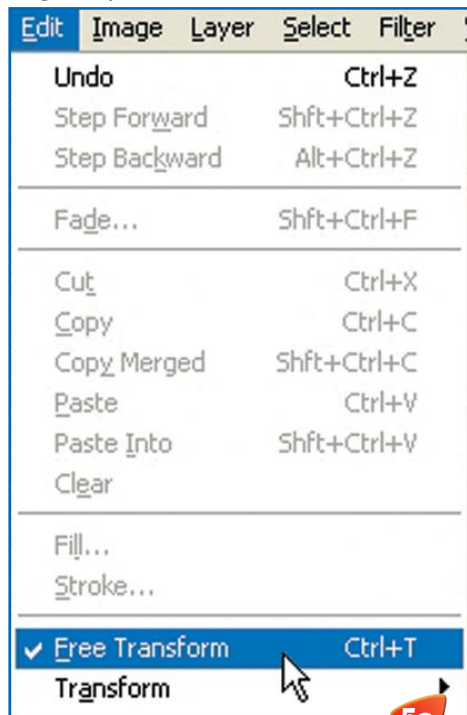 Edit Image Layer Select Filter
Undo Ctrl+Z
Step Forward Shft+Ctrl+Z
Step Backward Alt+Ctrl+Z
Fade... Shft+Ctrl+F
Cut Ctrl+X
Copy Ctrl+C
Copy Merged Shft+Ctrl+C
Paste Ctrl+V
Paste Into Shft+Ctrl+V
Clear
Fill...
Stroke...
✓ Free Transform Ctrl+T
Transform